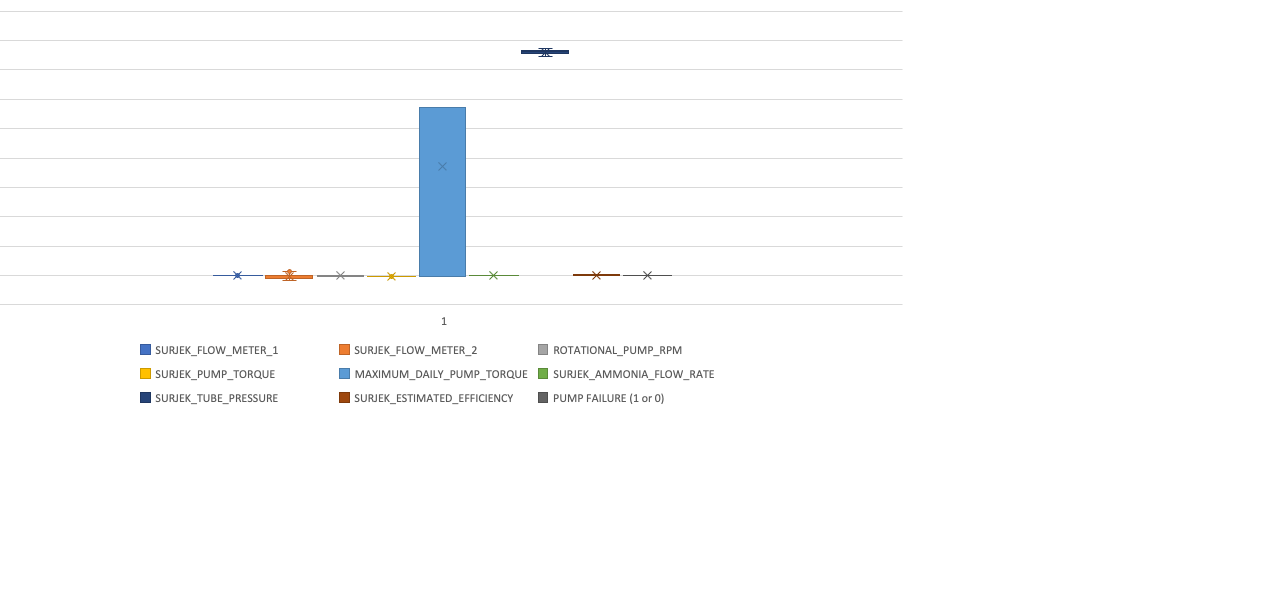 1
SURJEK_FLOW_METER_1 SURJEK_FLOW_METER_2 ROTATIONAL_PUMP_RPM
SURJEK_PUMP_TORQUE MAXIMUM_DAILY_PUMP_TORQUE SURJEK_AMMONIA_FLOW_RATE
SURJEK_TUBE_PRESSURE SURJEK_ESTIMATED_EFFICIENCY PUMP FAILURE (1 or 0)